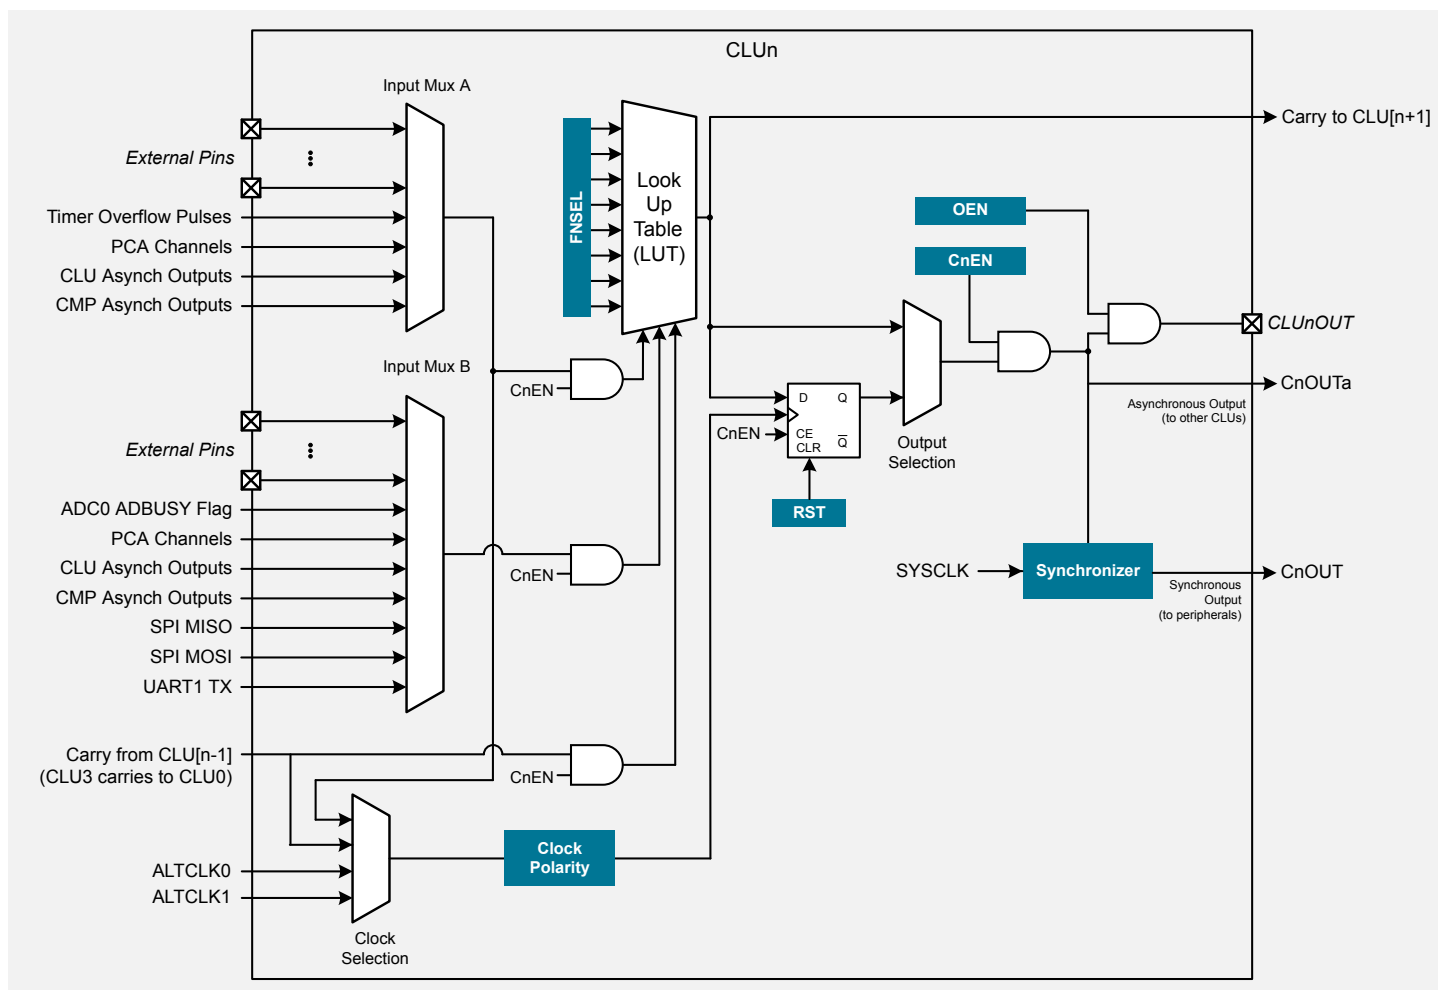 CLUn
Input Mux A
External Pins
Timer Overflow Pulses
PCA Channels
CLU Asynch Outputs
CMP Asynch Outputs
FNSEL
Look
Up
Table
(LUT)
Carry to CLU[n+1]
OEN
CnEN
CLUnOUT
Input Mux B
CnEN
CnOUTa
Asynchronous Output
(to other CLUs)
D Q
CnEN
CE
CLR Q
Output
Selection
RST
External Pins
ADC0 ADBUSY Flag
PCA Channels
CLU Asynch Outputs
CMP Asynch Outputs
SPI MISO
SPI MOSI
UART1 TX
CnEN
SYSCLK
Synchronizer
CnOUT
Synchronous
Output
(to peripherals)
Carry from CLU[n-1]
(CLU3 carries to CLU0)
CnEN
Clock
Polarity
ALTCLK0
ALTCLK1
Clock
Selection